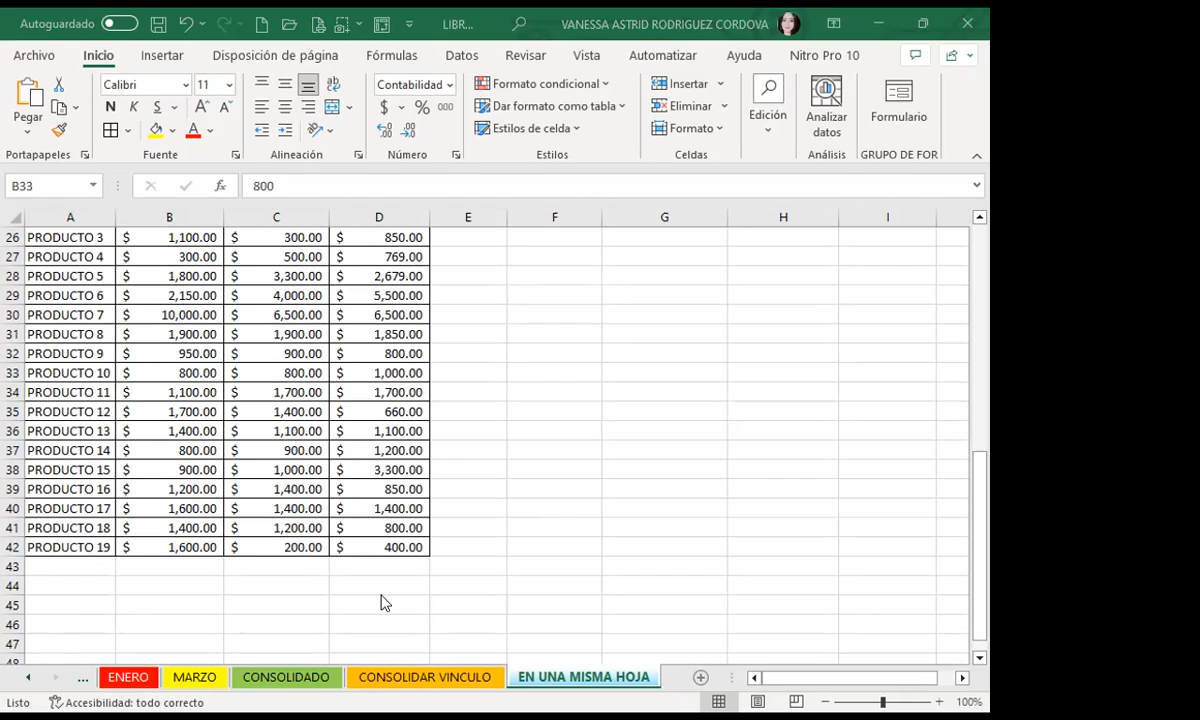 Autoguardado LIBR... VANESSA ASTRID RODRIGUEZ CORDOVA
Archivo Inicio Insertar Disposición de página Fórmulas Datos Revisar Vista Automatizar Ayuda Nitro Pro 10
Pegar
Portapapeles
Calibri 11
N K S A A
A
Fuente
ab
Alineación
Contabilidad
$ % 000
Número
Formato condicional
Dar formato como tabla
Estilos de celda
Estilos
Insertar
Eliminar
Formato
Celdas
Edición
Analizar
datos
Análisis
Formulario
GRUPO DE FOR
B33 fx 800
A B C D E F G H I
26 PRODUCTO 3 $ 1,100.00 $ 300.00 $ 850.00
27 PRODUCTO 4 $ 300.00 $ 500.00 $ 769.00
28 PRODUCTO 5 $ 1,800.00 $ 3,300.00 $ 2,679.00
29 PRODUCTO 6 $ 2,150.00 $ 4,000.00 $ 5,500.00
30 PRODUCTO 7 $ 10,000.00 $ 6,500.00 $ 6,500.00
31 PRODUCTO 8 $ 1,900.00 $ 1,900.00 $ 1,850.00
32 PRODUCTO 9 $ 950.00 $ 900.00 $ 800.00
33 PRODUCTO 10 $ 800.00 $ 800.00 $ 1,000.00
34 PRODUCTO 11 $ 1,100.00 $ 1,700.00 $ 1,700.00
35 PRODUCTO 12 $ 1,700.00 $ 1,400.00 $ 660.00
36 PRODUCTO 13 $ 1,400.00 $ 1,100.00 $ 1,100.00
37 PRODUCTO 14 $ 800.00 $ 900.00 $ 1,200.00
38 PRODUCTO 15 $ 900.00 $ 1,000.00 $ 3,300.00
39 PRODUCTO 16 $ 1,200.00 $ 1,400.00 $ 850.00
40 PRODUCTO 17 $ 1,600.00 $ 1,400.00 $ 1,400.00
41 PRODUCTO 18 $ 1,400.00 $ 1,200.00 $ 800.00
42 PRODUCTO 19 $ 1,600.00 $ 200.00 $ 400.00
43
44
45
46
47
48
... ENERO MARZO CONSOLIDADO CONSOLIDAR VINCULO EN UNA MISMA HOJA
Listo Accesibilidad: todo correcto 100%